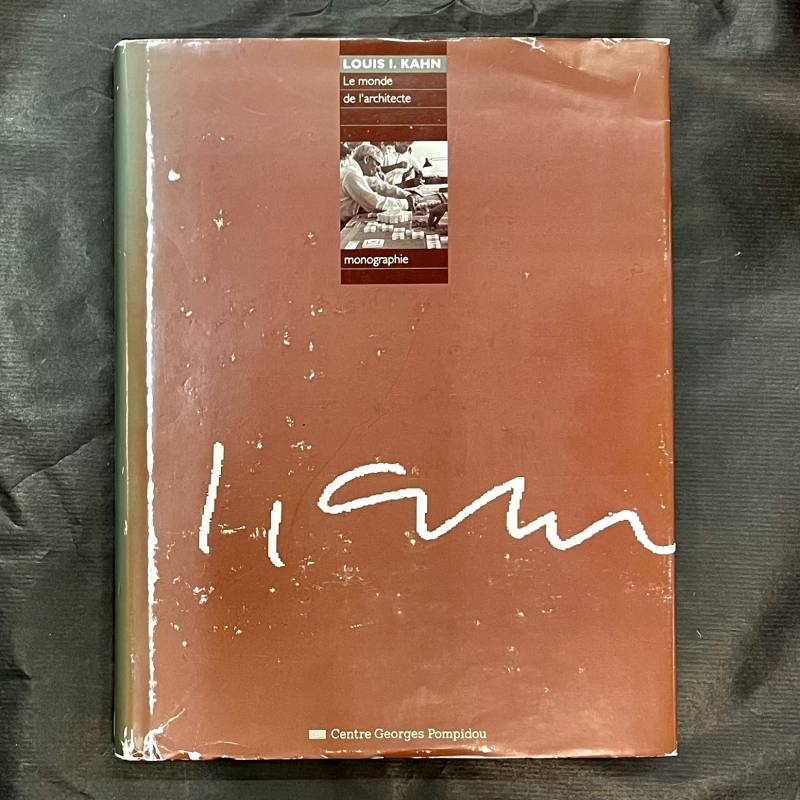 LOUIS I. KAHN
Le monde
de l'architecte
monographie
Kahn
Centre Georges Pompidou